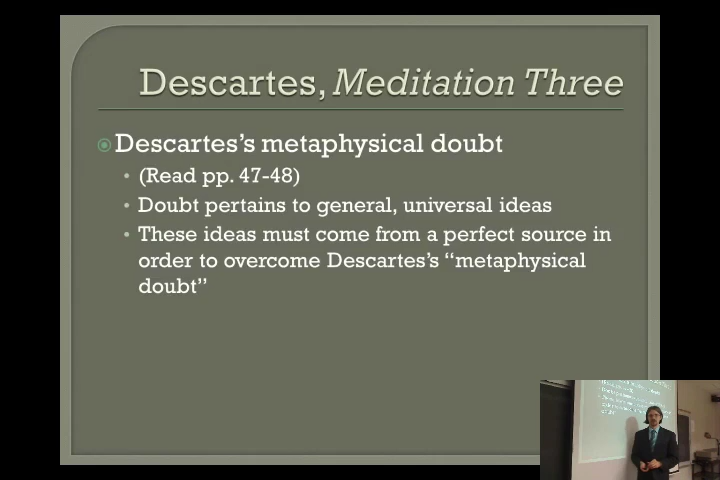 Descartes, Meditation Three
Descartes's metaphysical doubt
(Read pp. 47-48)
Doubt pertains to general, universal ideas
These ideas must come from a perfect source in
order to overcome Descartes's “metaphysical
doubt”